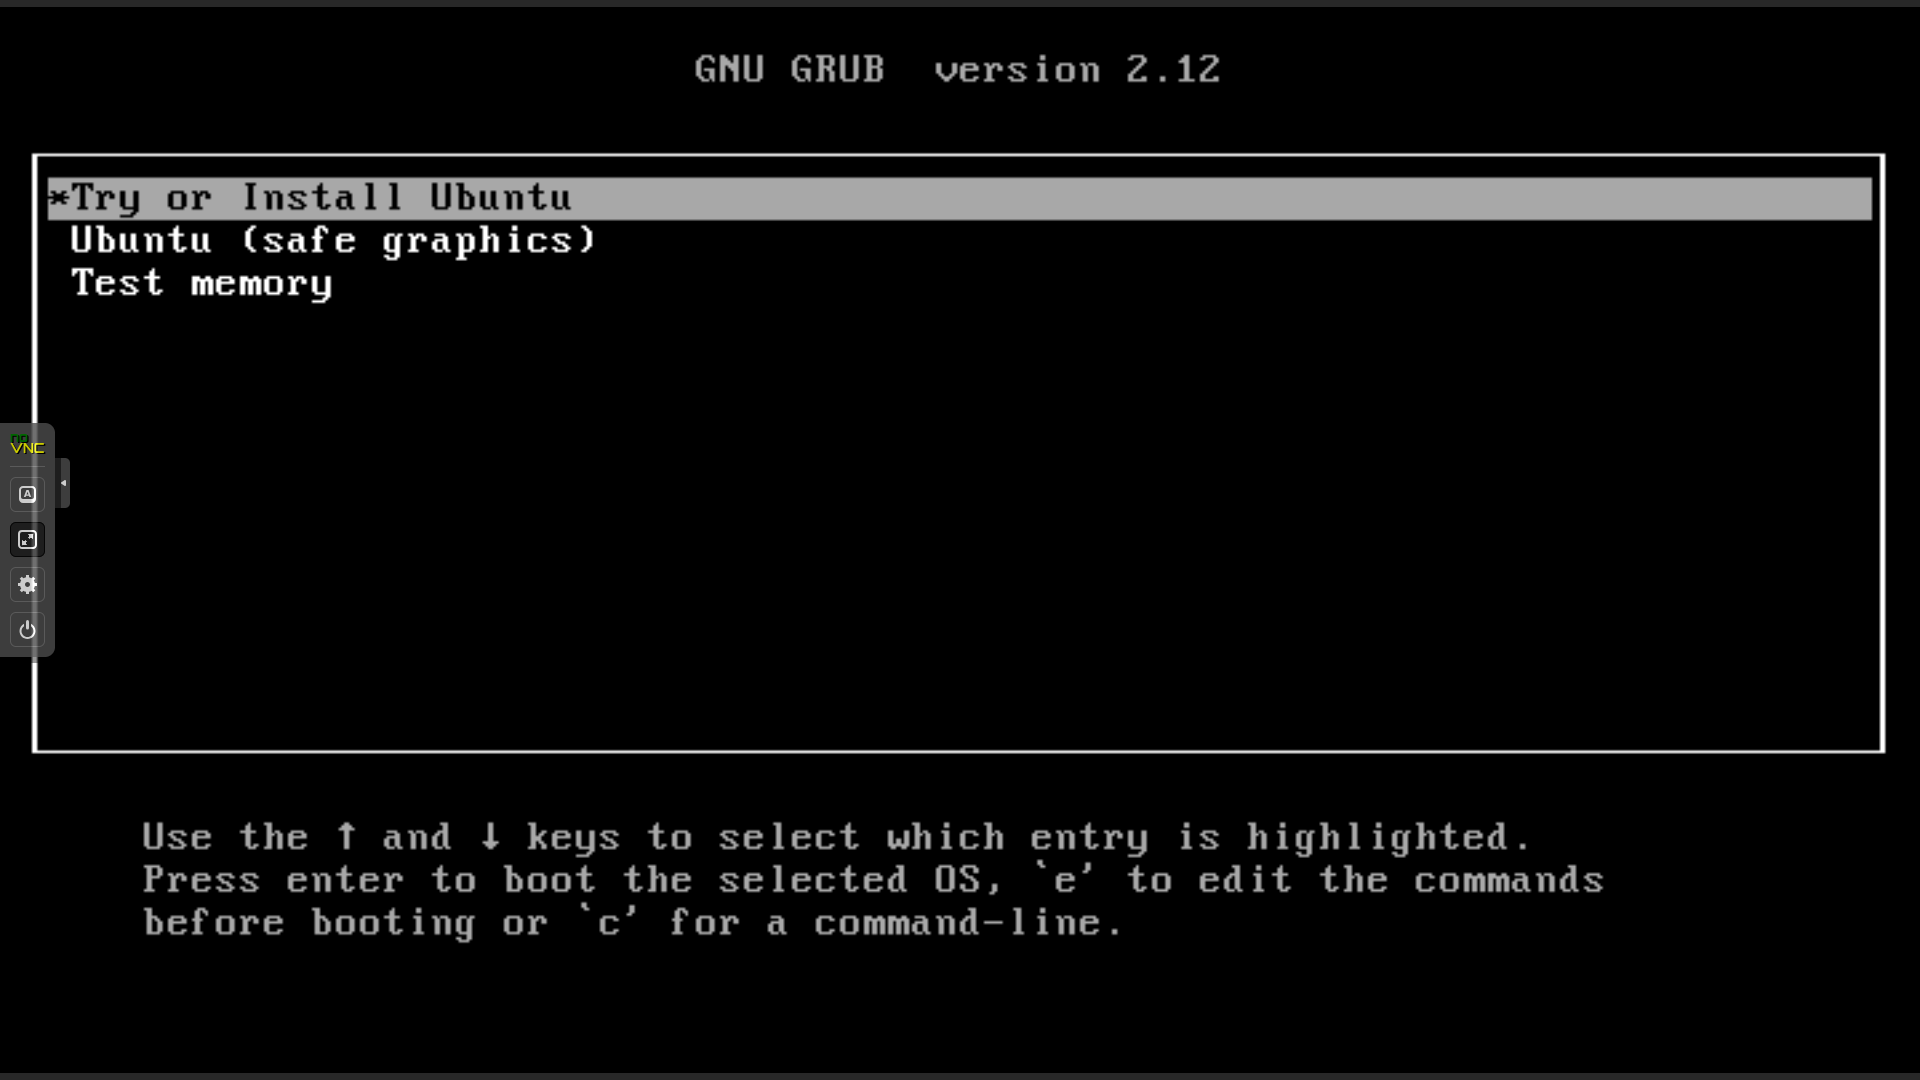 GNU GRUB  version 2.12
*Try or Install Ubuntu
Ubuntu (safe graphics)
Test memory
no
VNC
A
Use the ↑ and ↓ keys to select which entry is highlighted.
Press enter to boot the selected OS, `e' to edit the commands
before booting or `c' for a command-line.